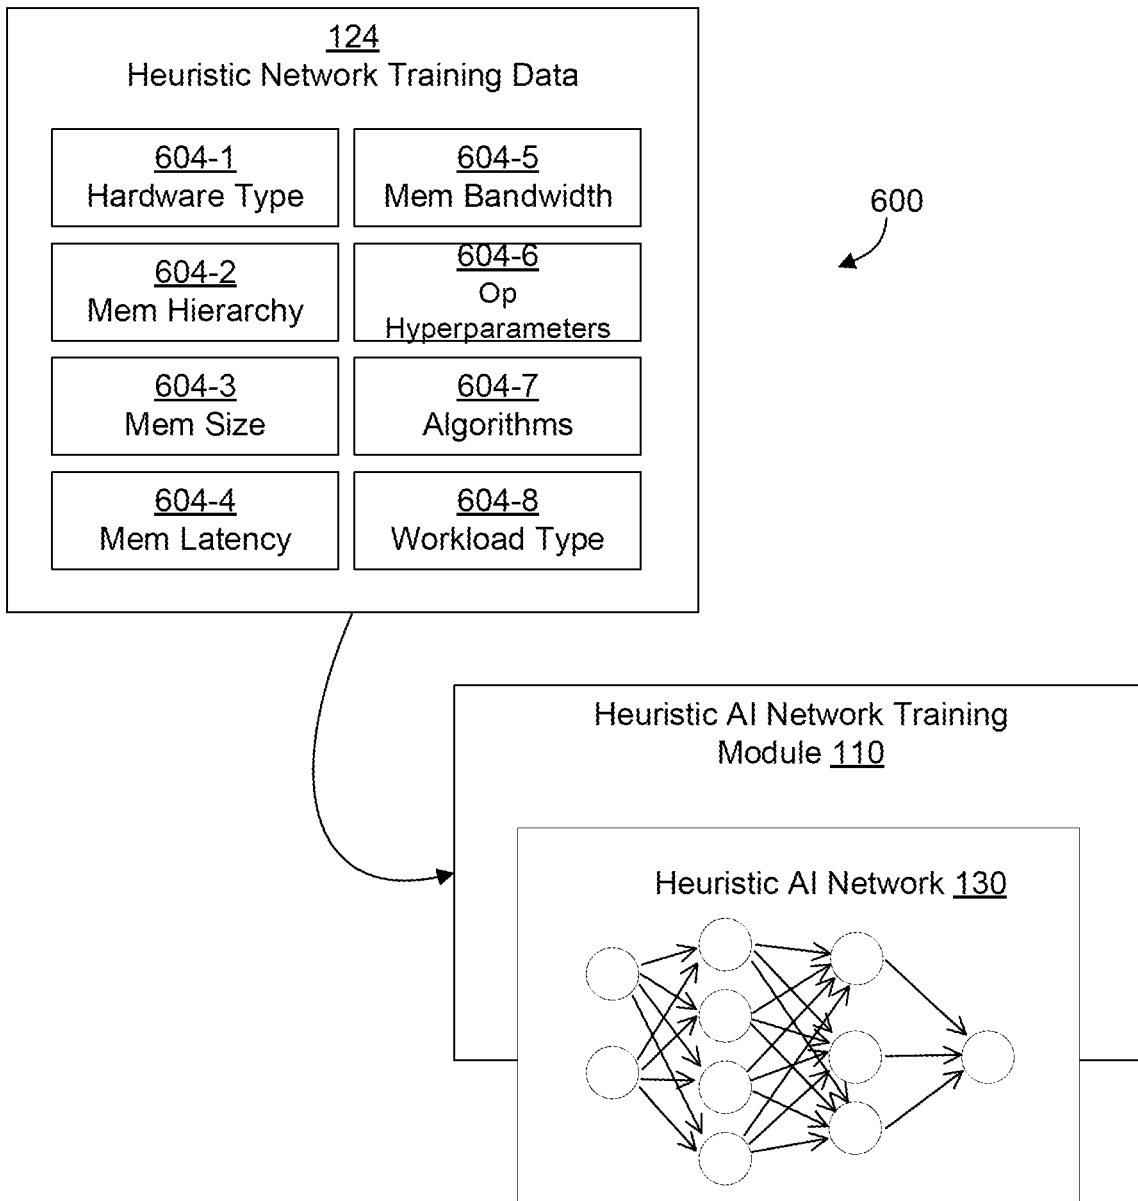 124
Heuristic Network Training Data
604-1
Hardware Type
604-5
Mem Bandwidth
604-2
Mem Hierarchy
604-6
Op
Hyperparameters
604-3
Mem Size
604-7
Algorithms
604-4
Mem Latency
604-8
Workload Type
600
Heuristic AI Network Training
Module 110
Heuristic AI Network 130